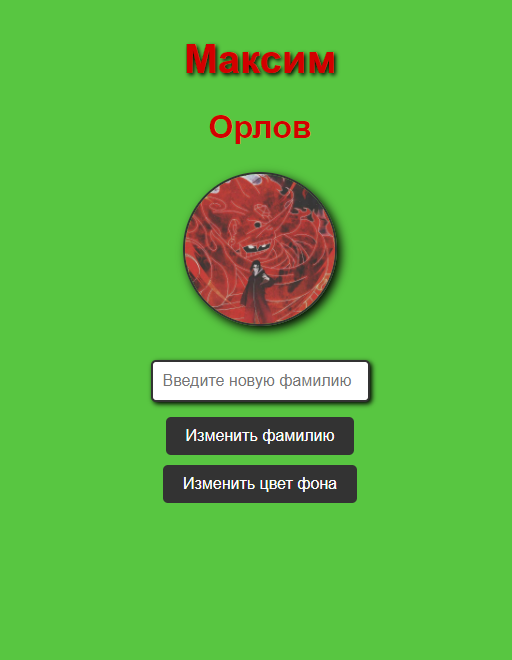 Максим
Орлов
Введите новую фамилию
Изменить фамилию
Изменить цвет фона